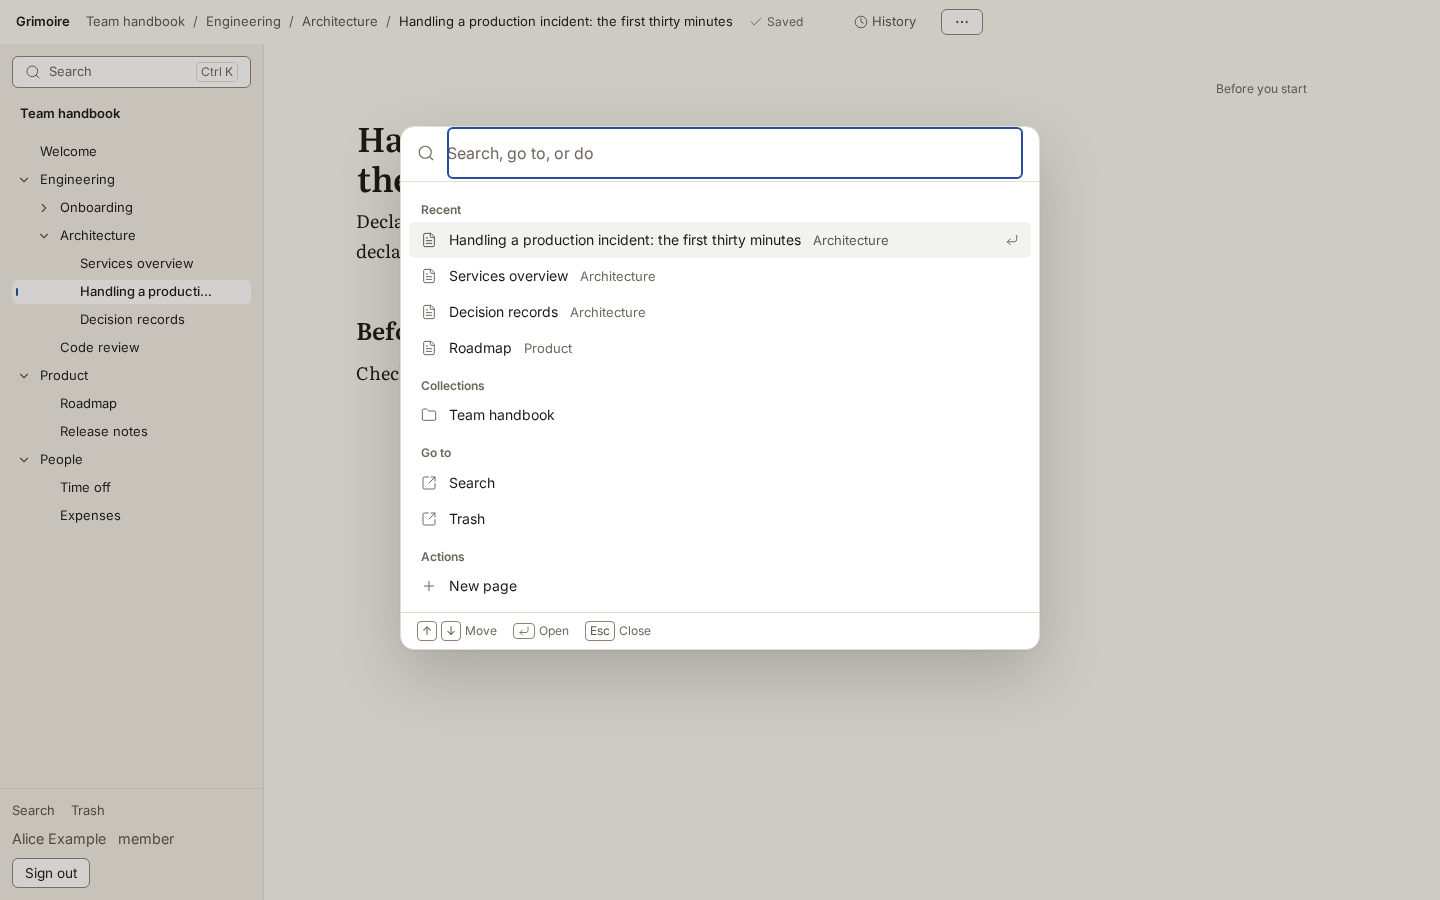 Grimoire Team handbook / Engineering / Architecture / Handling a production incident: the first thirty minutes Saved History
Search Ctrl K
Team handbook
Welcome
Engineering
Onboarding
Architecture
Services overview
Handling a producti...
Decision records
Code review
Product
Roadmap
Release notes
People
Time off
Expenses
Search Trash
Alice Example member
Sign out
Before you start
Search, go to, or do
Recent
Handling a production incident: the first thirty minutes Architecture
Services overview Architecture
Decision records Architecture
Roadmap Product
Collections
Team handbook
Go to
Search
Trash
Actions
New page
Move Open Esc Close